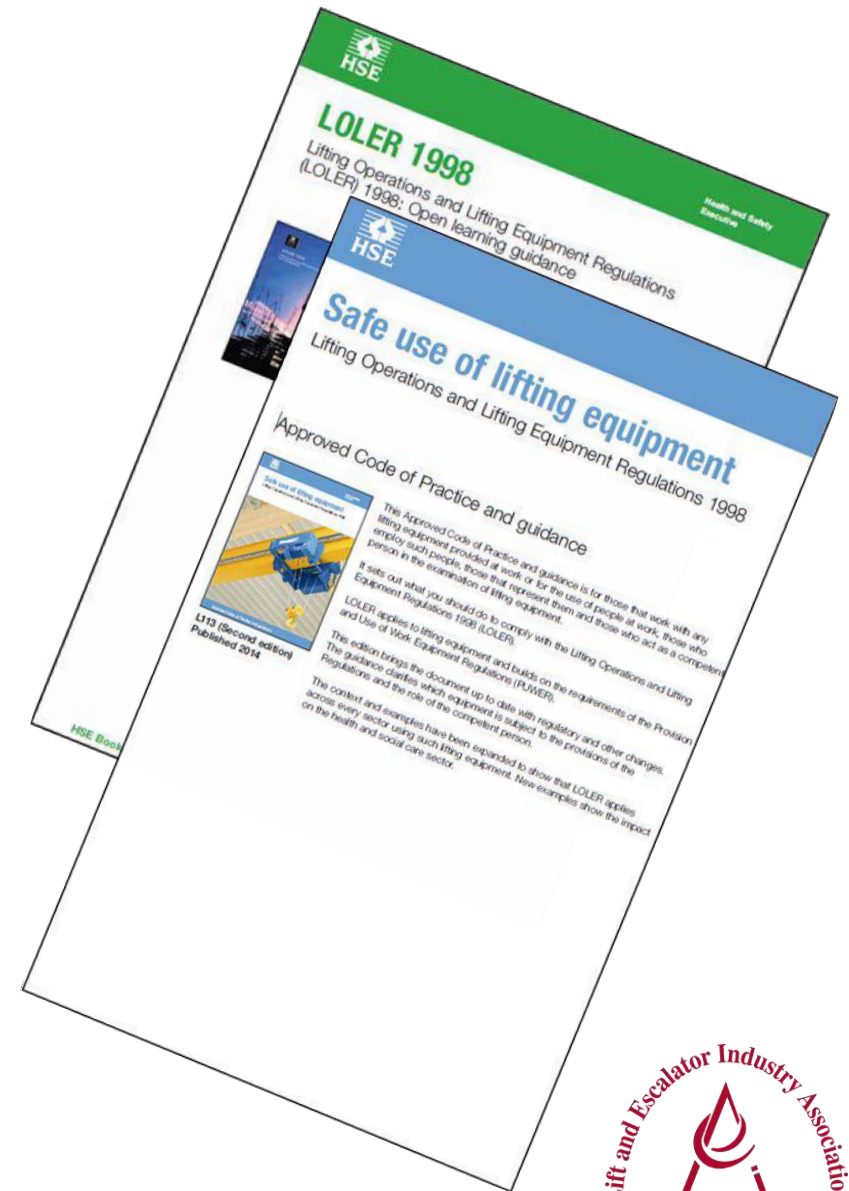 HSE
LOLER 1998
Lifting Operations and Lifting Equipment Regulations
(LOLER) 1998: Open learning guidance
Health and Safety
Executive
HSE
Safe use of lifting equipment
Lifting Operations and Lifting Equipment Regulations 1998
Approved Code of Practice and guidance
Safe use of lifting equipment
L113 (Second edition)
Published 2014
This Approved Code of Practice and guidance is for those that work with any
lifting equipment provided at work or for the use of people at work, those who
employ such people, those that represent them and those who act as a competent
person in the examination of lifting equipment.
It sets out what you should do to comply with the Lifting Operations and Lifting
Equipment Regulations 1998 (LOLER).
LOLER applies to lifting equipment and builds on the requirements of the Provision
and Use of Work Equipment Regulations (PUWER).
This edition brings the document up to date with regulatory and other changes.
The guidance clarifies which equipment is subject to the provisions of the
Regulations and the role of the competent person.
The context and examples have been expanded to show that LOLER applies
across every sector using such lifting equipment. New examples show the impact
on the health and social care sector.
HSE Book
ift and Escalator Industry Associatio